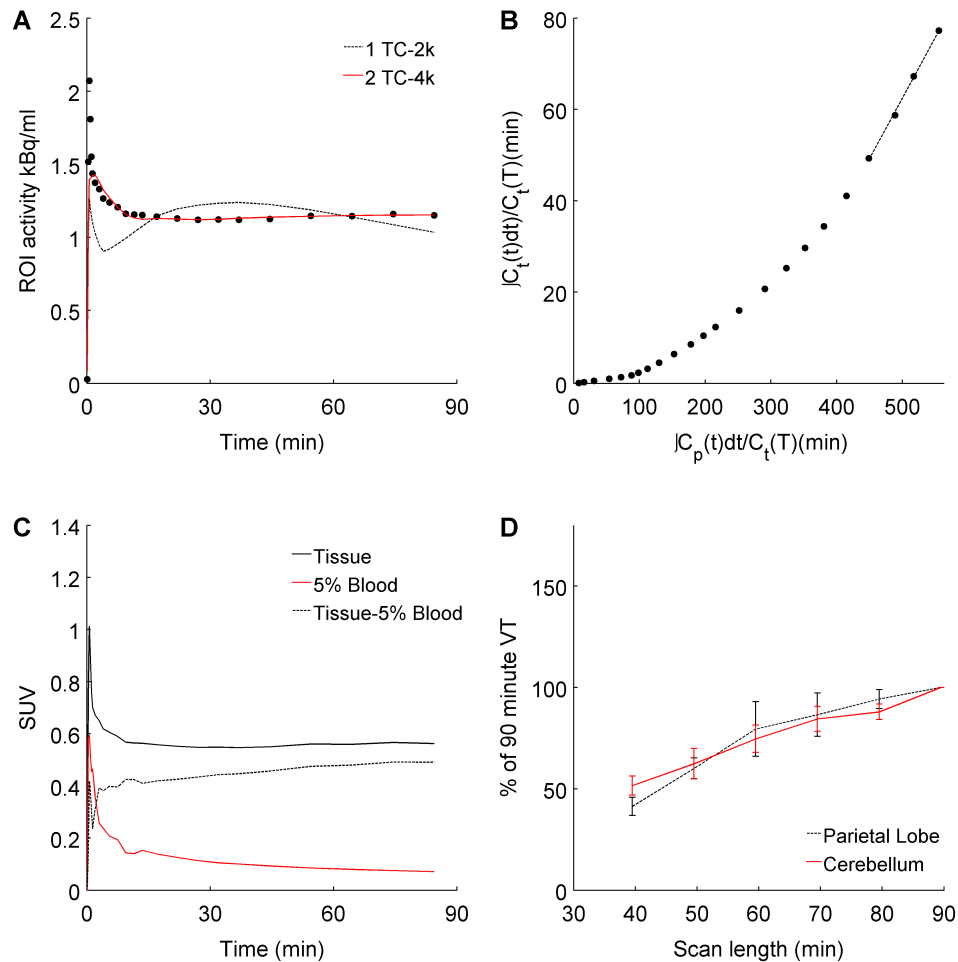 A
2.5
2
1.5
1
0.5
0
ROI activity kBq/ml
1 TC-2k
2 TC-4k
0
30
60
90
Time (min)
B
80
60
40
20
0
∫Ct(t)dt)/Ct(T)(min)
0
100
200
300
400
500
∫Cp(t)dt/Ct(T)(min)
C
1.4
1.2
1
0.8
0.6
0.4
0.2
0
SUV
Tissue
5% Blood
Tissue-5% Blood
0
30
60
90
Time (min)
D
150
100
50
0
% of 90 minute VT
Parietal Lobe
Cerebellum
30
40
50
60
70
80
90
Scan length (min)